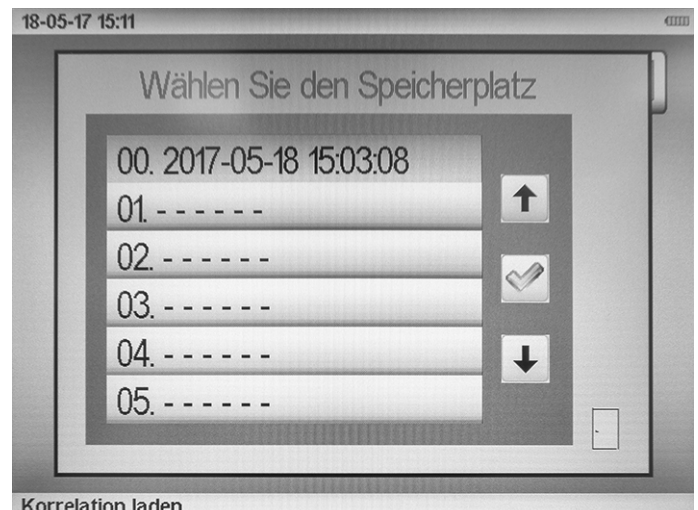 18-05-17 15:11
Wählen Sie den Speicherplatz
00. 2017-05-18 15:03:08
01. - - - - - -
02. - - - - - -
03. - - - - - -
04. - - - - - -
05. - - - - - -
Korrelation laden